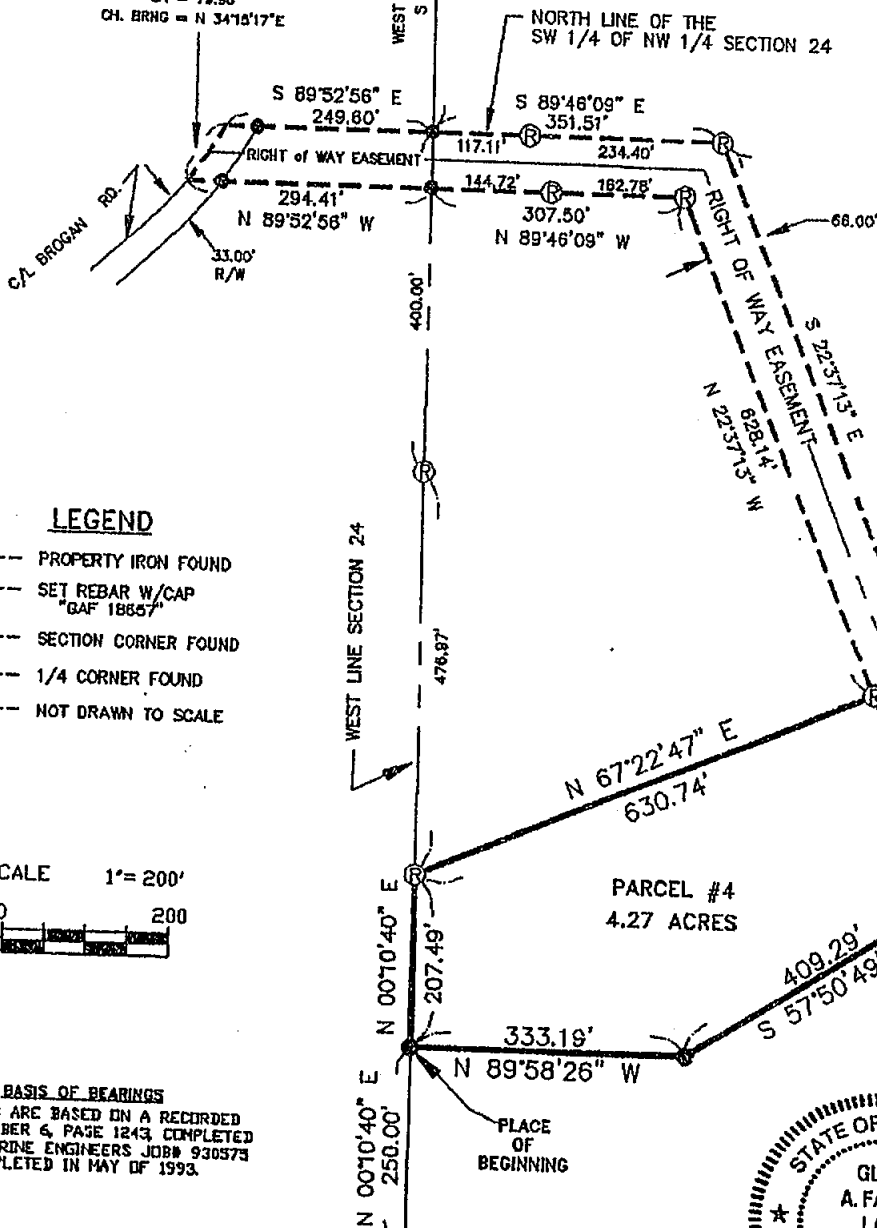 CH. BRNG = N 34°15'17"E
WEST
S
NORTH LINE OF THE
SW 1/4 OF NW 1/4 SECTION 24
S 89°52'56" E
249.60'
S 89°46'09" E
351.51'
117.11'
234.40'
RIGHT of WAY EASEMENT
294.41'
N 89°52'56" W
144.72'
162.78'
307.50'
N 89°46'09" W
C/L BROGAN RD.
33.00'
R/W
66.00'
RIGHT OF WAY EASEMENT
S 22°37'13" E
628.14'
N 22°37'13" W
400.00'
LEGEND
-- PROPERTY IRON FOUND
-- SET REBAR W/CAP
"GAF 18657"
-- SECTION CORNER FOUND
-- 1/4 CORNER FOUND
-- NOT DRAWN TO SCALE
WEST LINE SECTION 24
476.97'
N 67°22'47" E
630.74'
CALE 1"= 200'
0 200
PARCEL #4
4.27 ACRES
N 00°10'40" E
207.49'
409.29'
S 57°50'49"
333.19'
N 89°58'26" W
PLACE
OF
BEGINNING
N 00°10'40" E
250.00'
BASIS OF BEARINGS
ARE BASED ON A RECORDED
BER 6, PAGE 1243, COMPLETED
RINE ENGINEERS JOB# 930575
LETED IN MAY OF 1993.
STATE OF
GL
A. FA